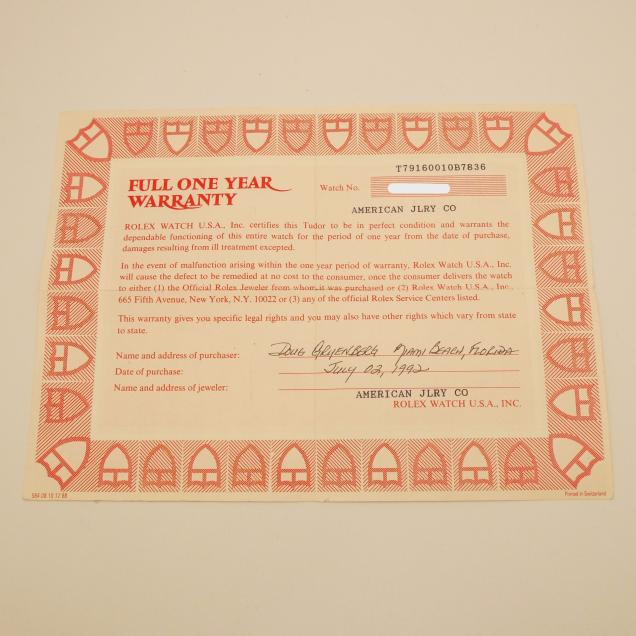 T79160010B7836
FULL ONE YEAR
WARRANTY
Watch No.
AMERICAN JLRY CO
ROLEX WATCH U.S.A., Inc. certifies this Tudor to be in perfect condition and warrants the
dependable functioning of this entire watch for the period of one year from the date of purchase,
damages resulting from ill treatment excepted.
In the event of malfunction arising within the one year period of warranty, Rolex Watch U.S.A., Inc.
will cause the defect to be remedied at no cost to the consumer, once the consumer delivers the watch
to either (1) the Official Rolex Jeweler from whom it was purchased or (2) Rolex Watch U.S.A., Inc.,
665 Fifth Avenue, New York, N.Y. 10022 or (3) any of the official Rolex Service Centers listed.
This warranty gives you specific legal rights and you may also have other rights which vary from state
to state.
Name and address of purchaser: Doug Gruenberg Miami Beach, Florida
Date of purchase: July 03, 1992
Name and address of jeweler:
AMERICAN JLRY CO
ROLEX WATCH U.S.A., INC.
564.08 10 12 88 Printed in Switzerland